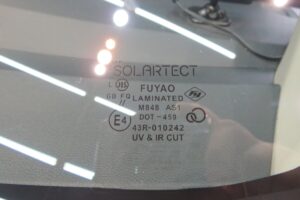 SOLARTECT
FUYAO
LAMINATED
M848 AS1
DOT-459
E4
43R-010242
UV & IR CUT